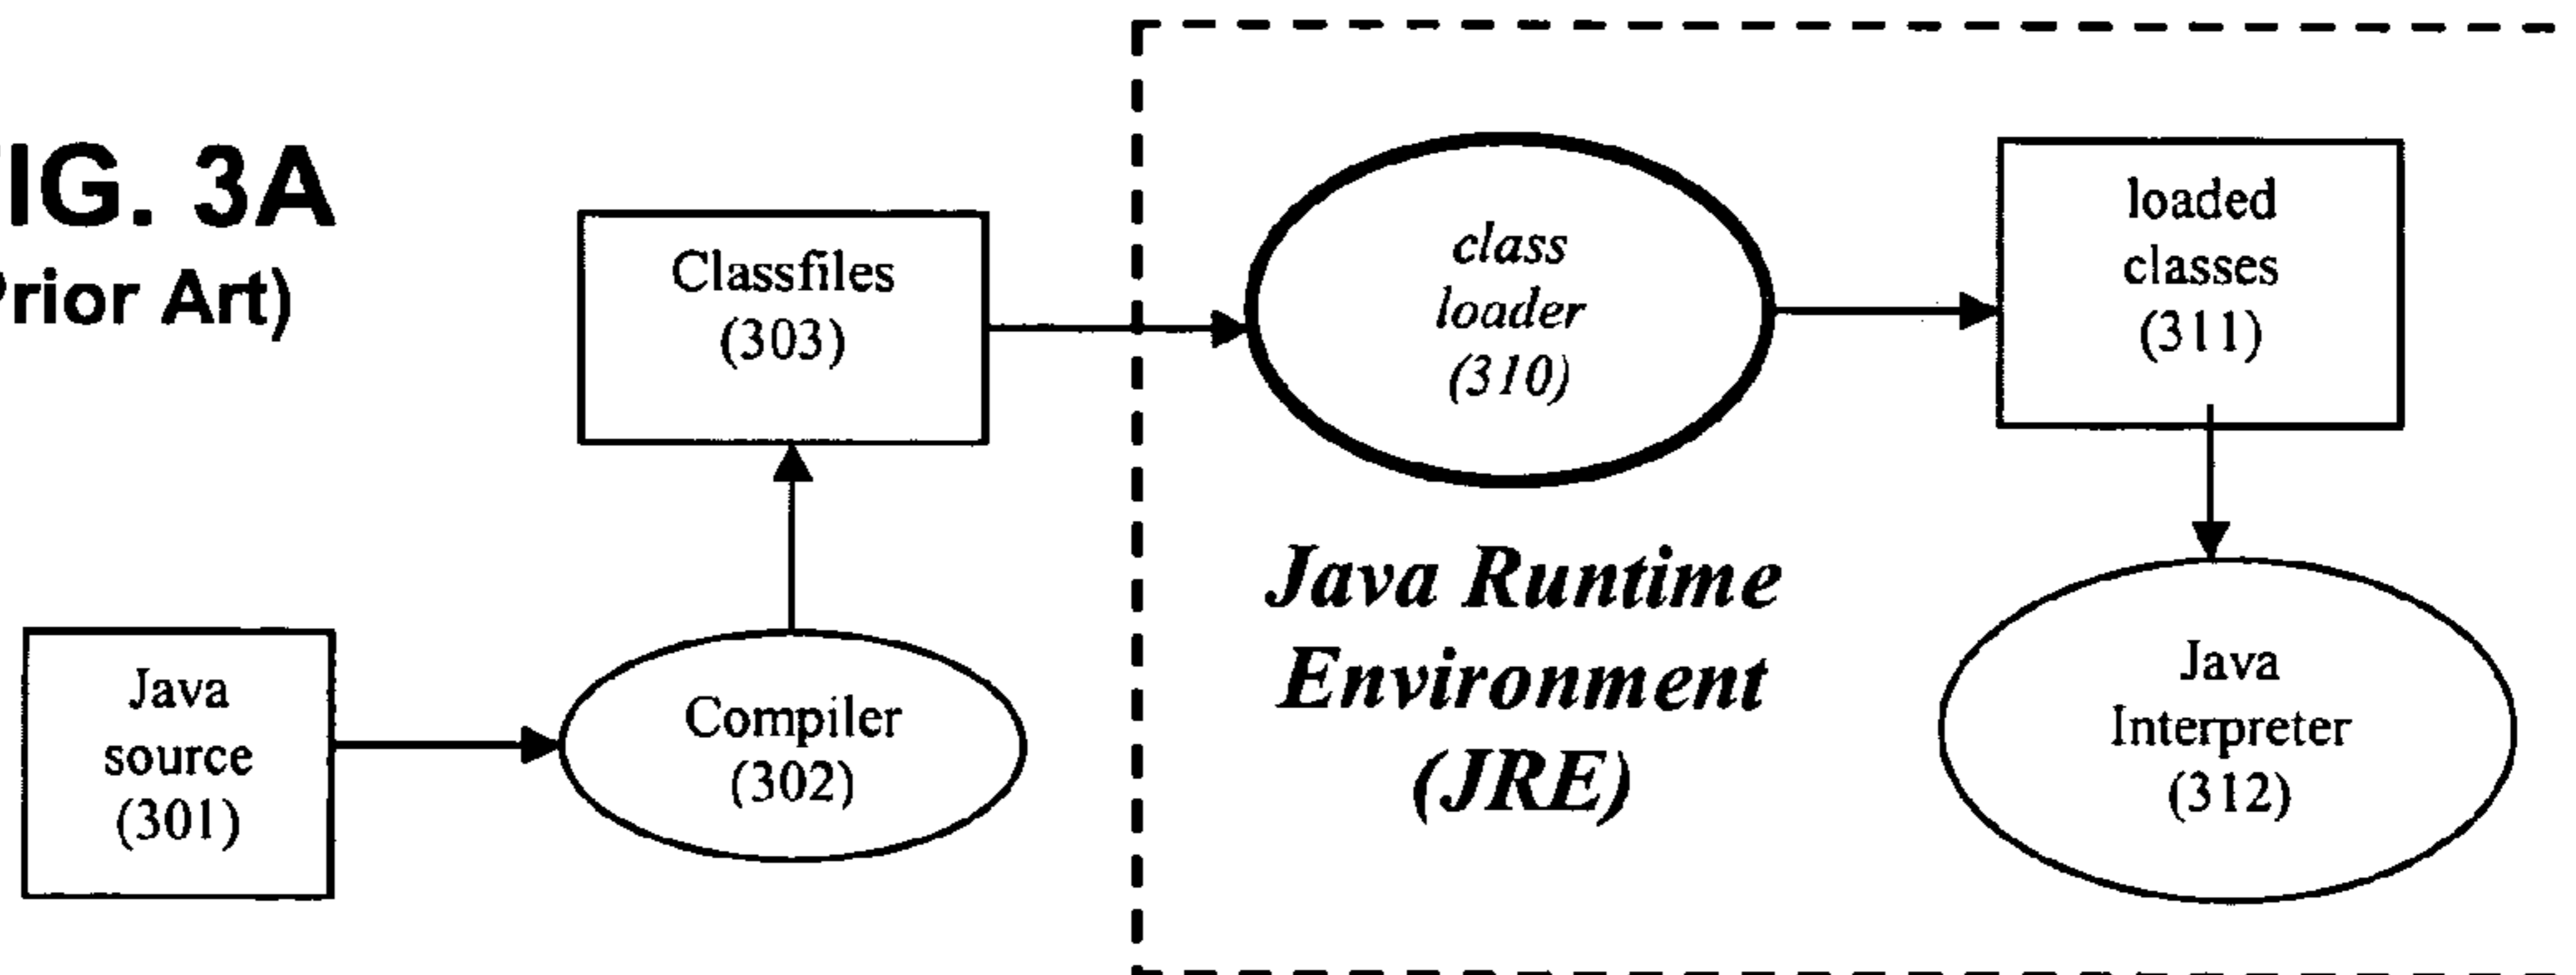 FIG. 3A
Prior Art)
Classfiles
(303)
Java
source
(301)
Compiler
(302)
class
loader
(310)
loaded
classes
(311)
Java Runtime
Environment
(JRE)
Java
Interpreter
(312)